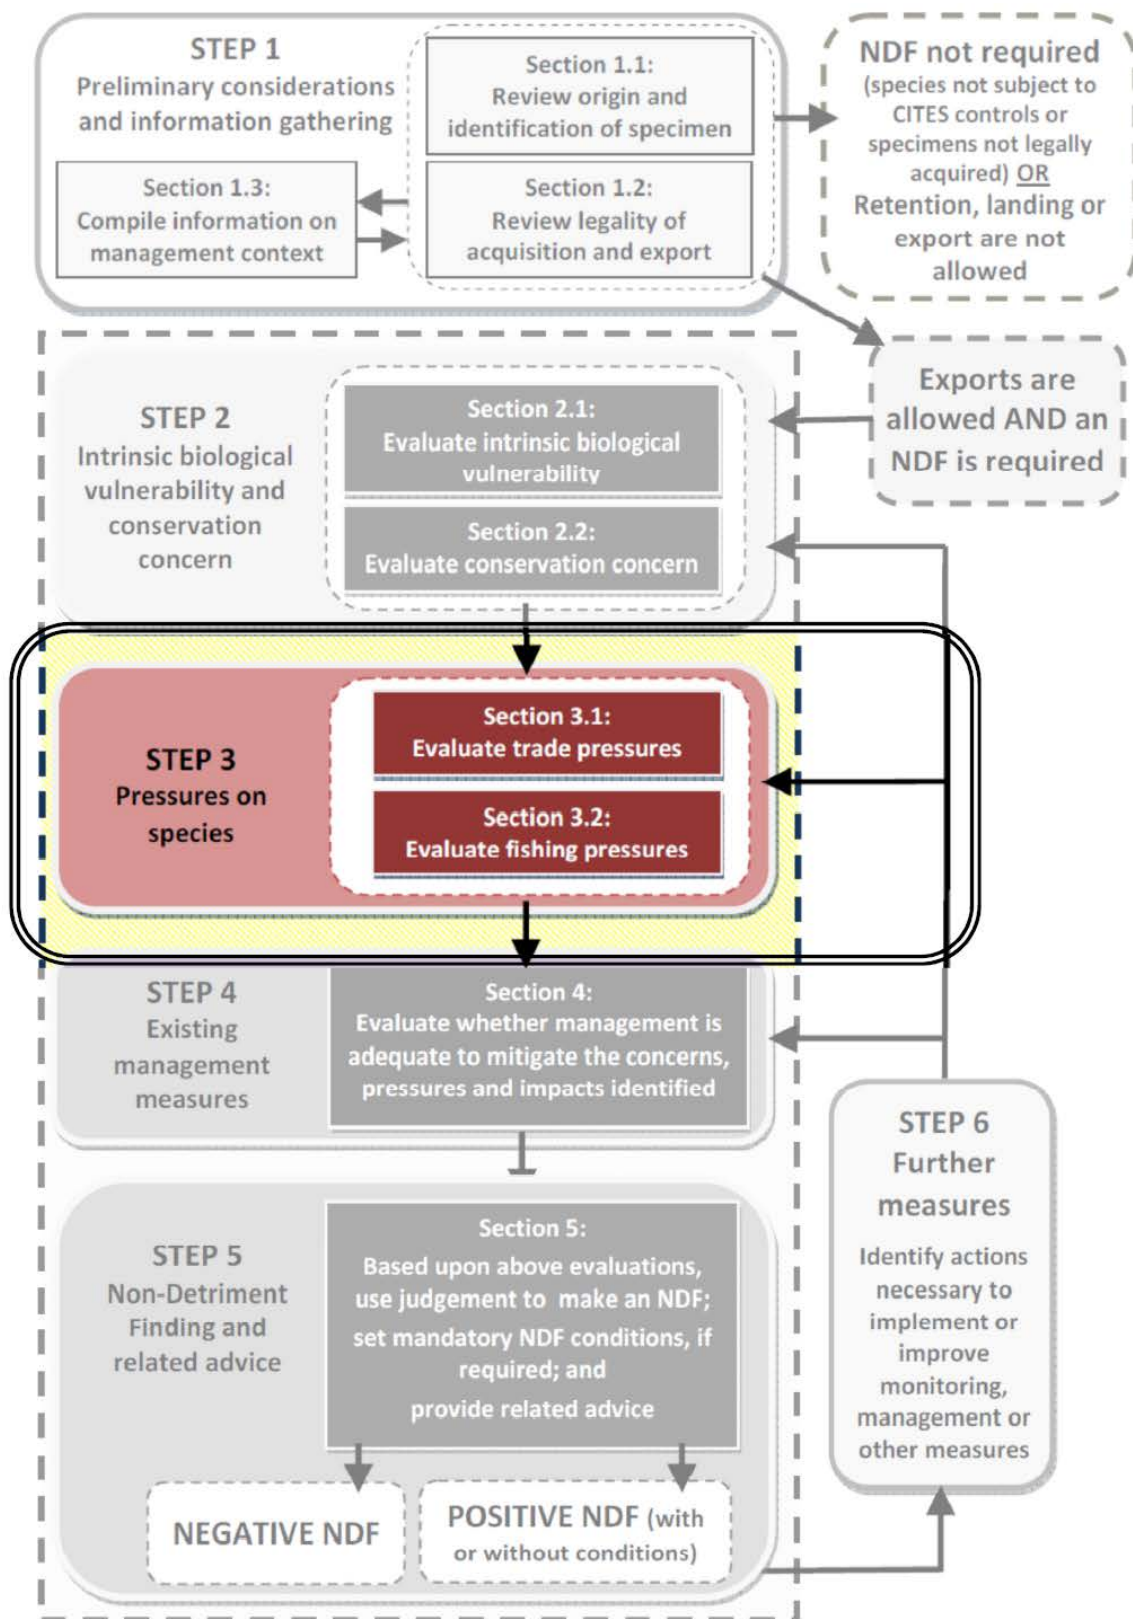 STEP 1
Preliminary considerations
and information gathering
Section 1.1:
Review origin and
identification of specimen
Section 1.3:
Compile information on
management context
Section 1.2:
Review legality of
acquisition and export
NDF not required
(species not subject to
CITES controls or
specimens not legally
acquired) OR
Retention, landing or
export are not
allowed
Exports are
allowed AND an
NDF is required
STEP 2
Intrinsic biological
vulnerability and
conservation
concern
Section 2.1:
Evaluate intrinsic biological
vulnerability
Section 2.2:
Evaluate conservation concern
STEP 3
Pressures on
species
Section 3.1:
Evaluate trade pressures
Section 3.2:
Evaluate fishing pressures
STEP 4
Existing
management
measures
Section 4:
Evaluate whether management is
adequate to mitigate the concerns,
pressures and impacts identified
STEP 5
Non-Detriment
Finding and
related advice
Section 5:
Based upon above evaluations,
use judgement to make an NDF;
set mandatory NDF conditions, if
required; and
provide related advice
NEGATIVE NDF
POSITIVE NDF (with
or without conditions)
STEP 6
Further
measures
Identify actions
necessary to
implement or
improve
monitoring,
management or
other measures